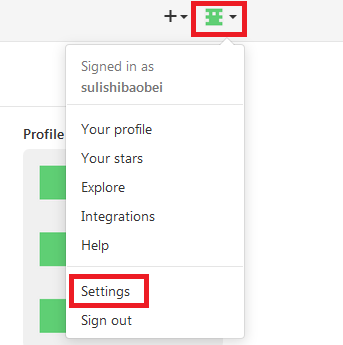 Signed in as
sulishibaobei
Profile
Your profile
Your stars
Explore
Integrations
Help
Settings
Sign out